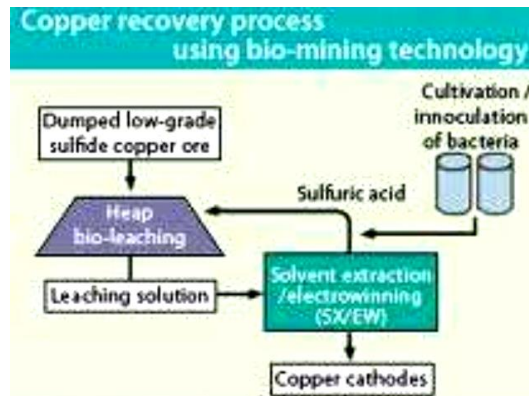 Copper recovery process
using bio-mining technology
Cultivation /
innoculation
of bacteria
Dumped low-grade
sulfide copper ore
Sulfuric acid
Heap
bio-leaching
Solvent extraction
/electrowinning
(SX/EW)
Leaching solution
Copper cathodes